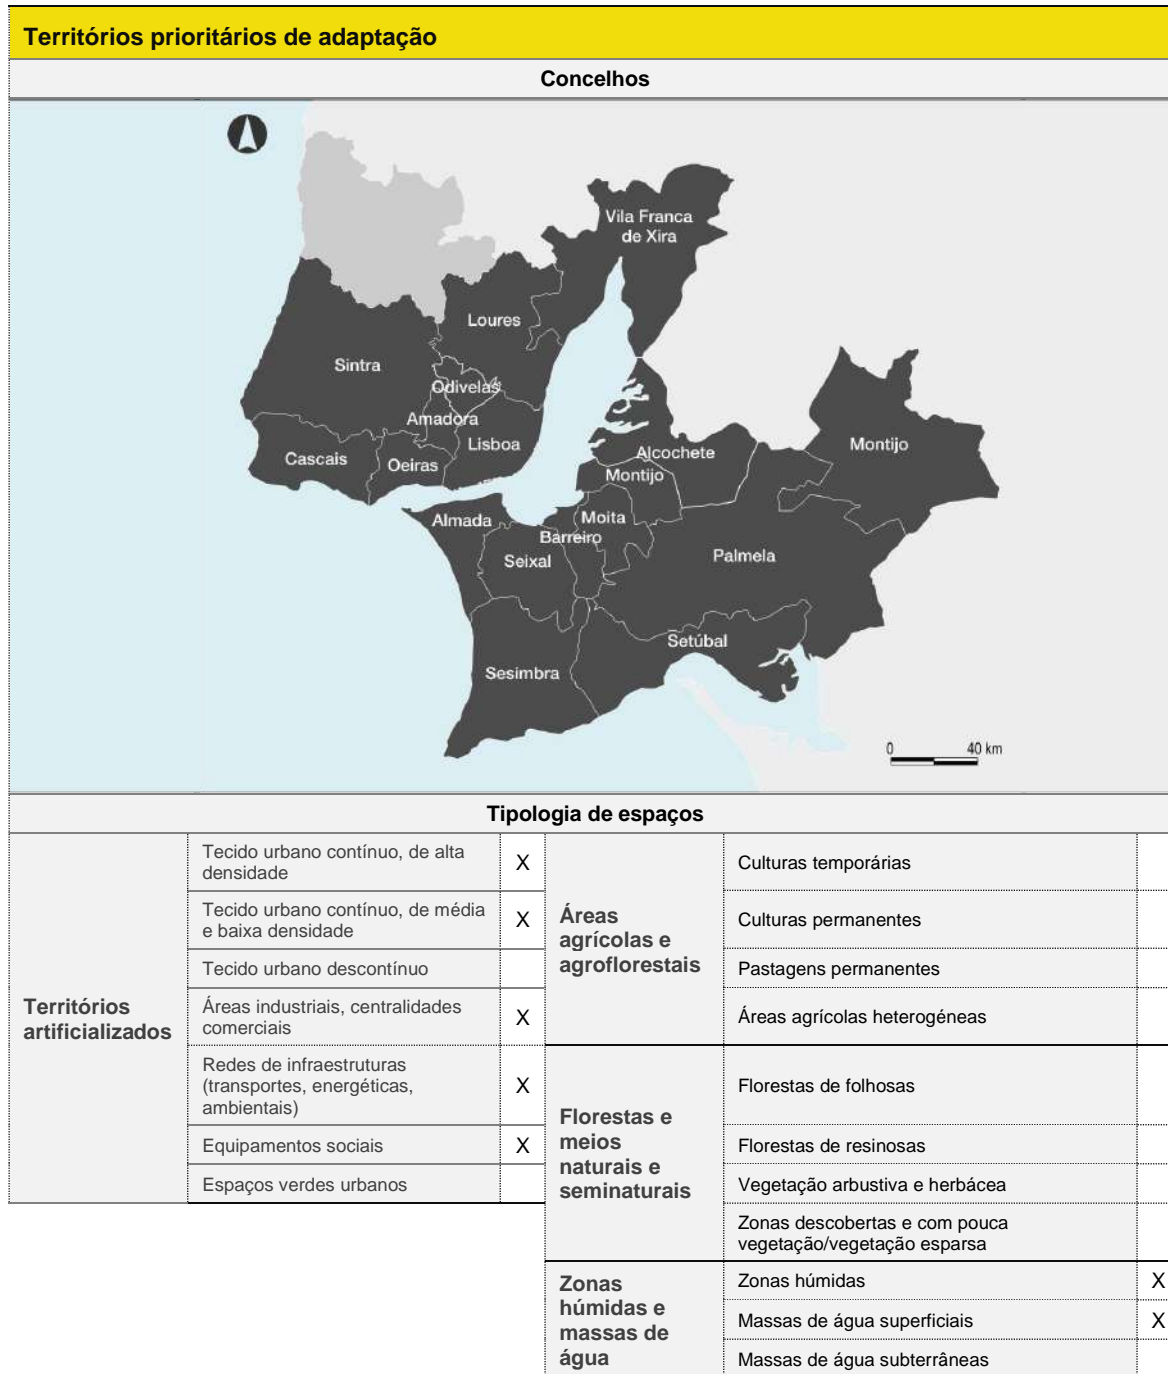 Territórios prioritários de adaptação
Concelhos
Vila Franca
de Xira
Loures
Sintra
Odivelas
Amadora
Lisboa
Cascais
Oeiras
Alcochete
Montijo
Montijo
Almada
Moita
Barreiro
Seixal
Palmela
Setúbal
Sesimbra
0 40 km
Tipologia de espaços
Territórios
artificializados
Tecido urbano contínuo, de alta
densidade
X
Tecido urbano contínuo, de média
e baixa densidade
X
Tecido urbano descontínuo
Áreas industriais, centralidades
comerciais
X
Redes de infraestruturas
(transportes, energéticas,
ambientais)
X
Equipamentos sociais
X
Espaços verdes urbanos
Áreas
agrícolas e
agroflorestais
Culturas temporárias
Culturas permanentes
Pastagens permanentes
Áreas agrícolas heterogéneas
Florestas e
meios
naturais e
seminaturais
Florestas de folhosas
Florestas de resinosas
Vegetação arbustiva e herbácea
Zonas descobertas e com pouca
vegetação/vegetação esparsa
Zonas
húmidas e
massas de
água
Zonas húmidas
X
Massas de água superficiais
X
Massas de água subterrâneas